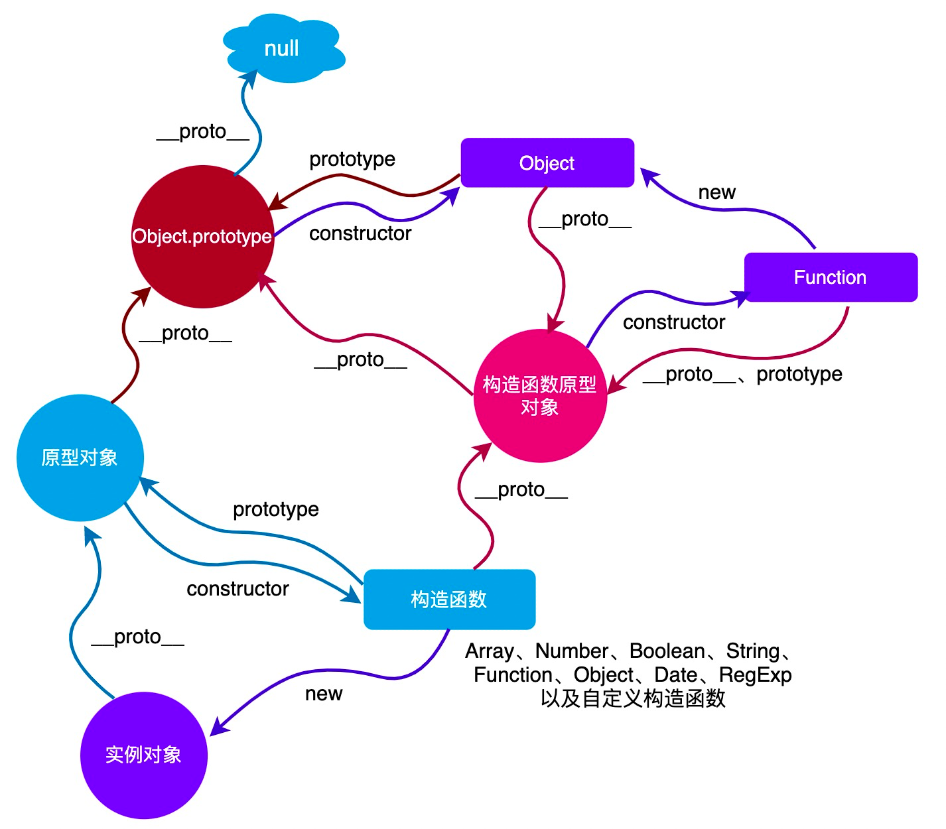 null
__proto__
prototype
Object
Object.prototype
constructor
__proto__
new
Function
__proto__
__proto__
constructor
构造函数原型
对象
__proto__、prototype
原型对象
__proto__
prototype
constructor
构造函数
__proto__
Array、Number、Boolean、String、
Function、Object、Date、RegExp
以及自定义构造函数
new
实例对象